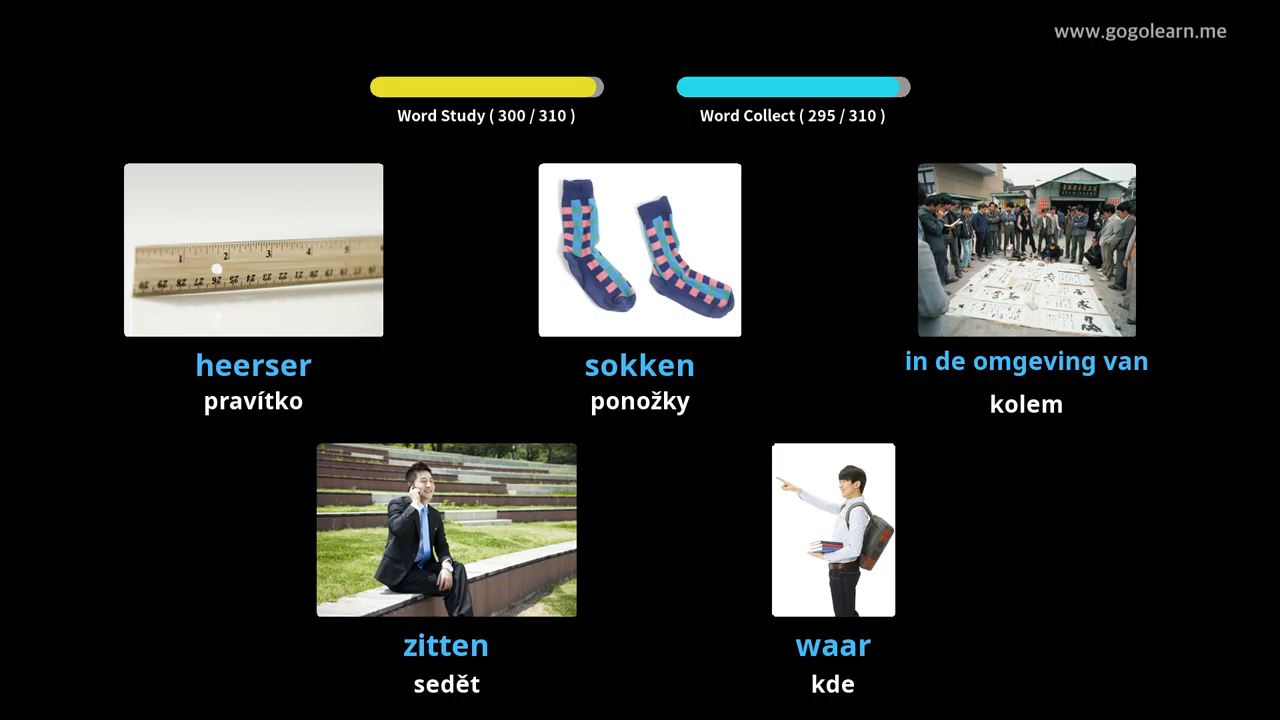 www.gogolearn.me
Word Study ( 300 / 310 )
Word Collect ( 295 / 310 )
heerser
pravítko
sokken
ponožky
in de omgeving van
kolem
zitten
sedět
waar
kde